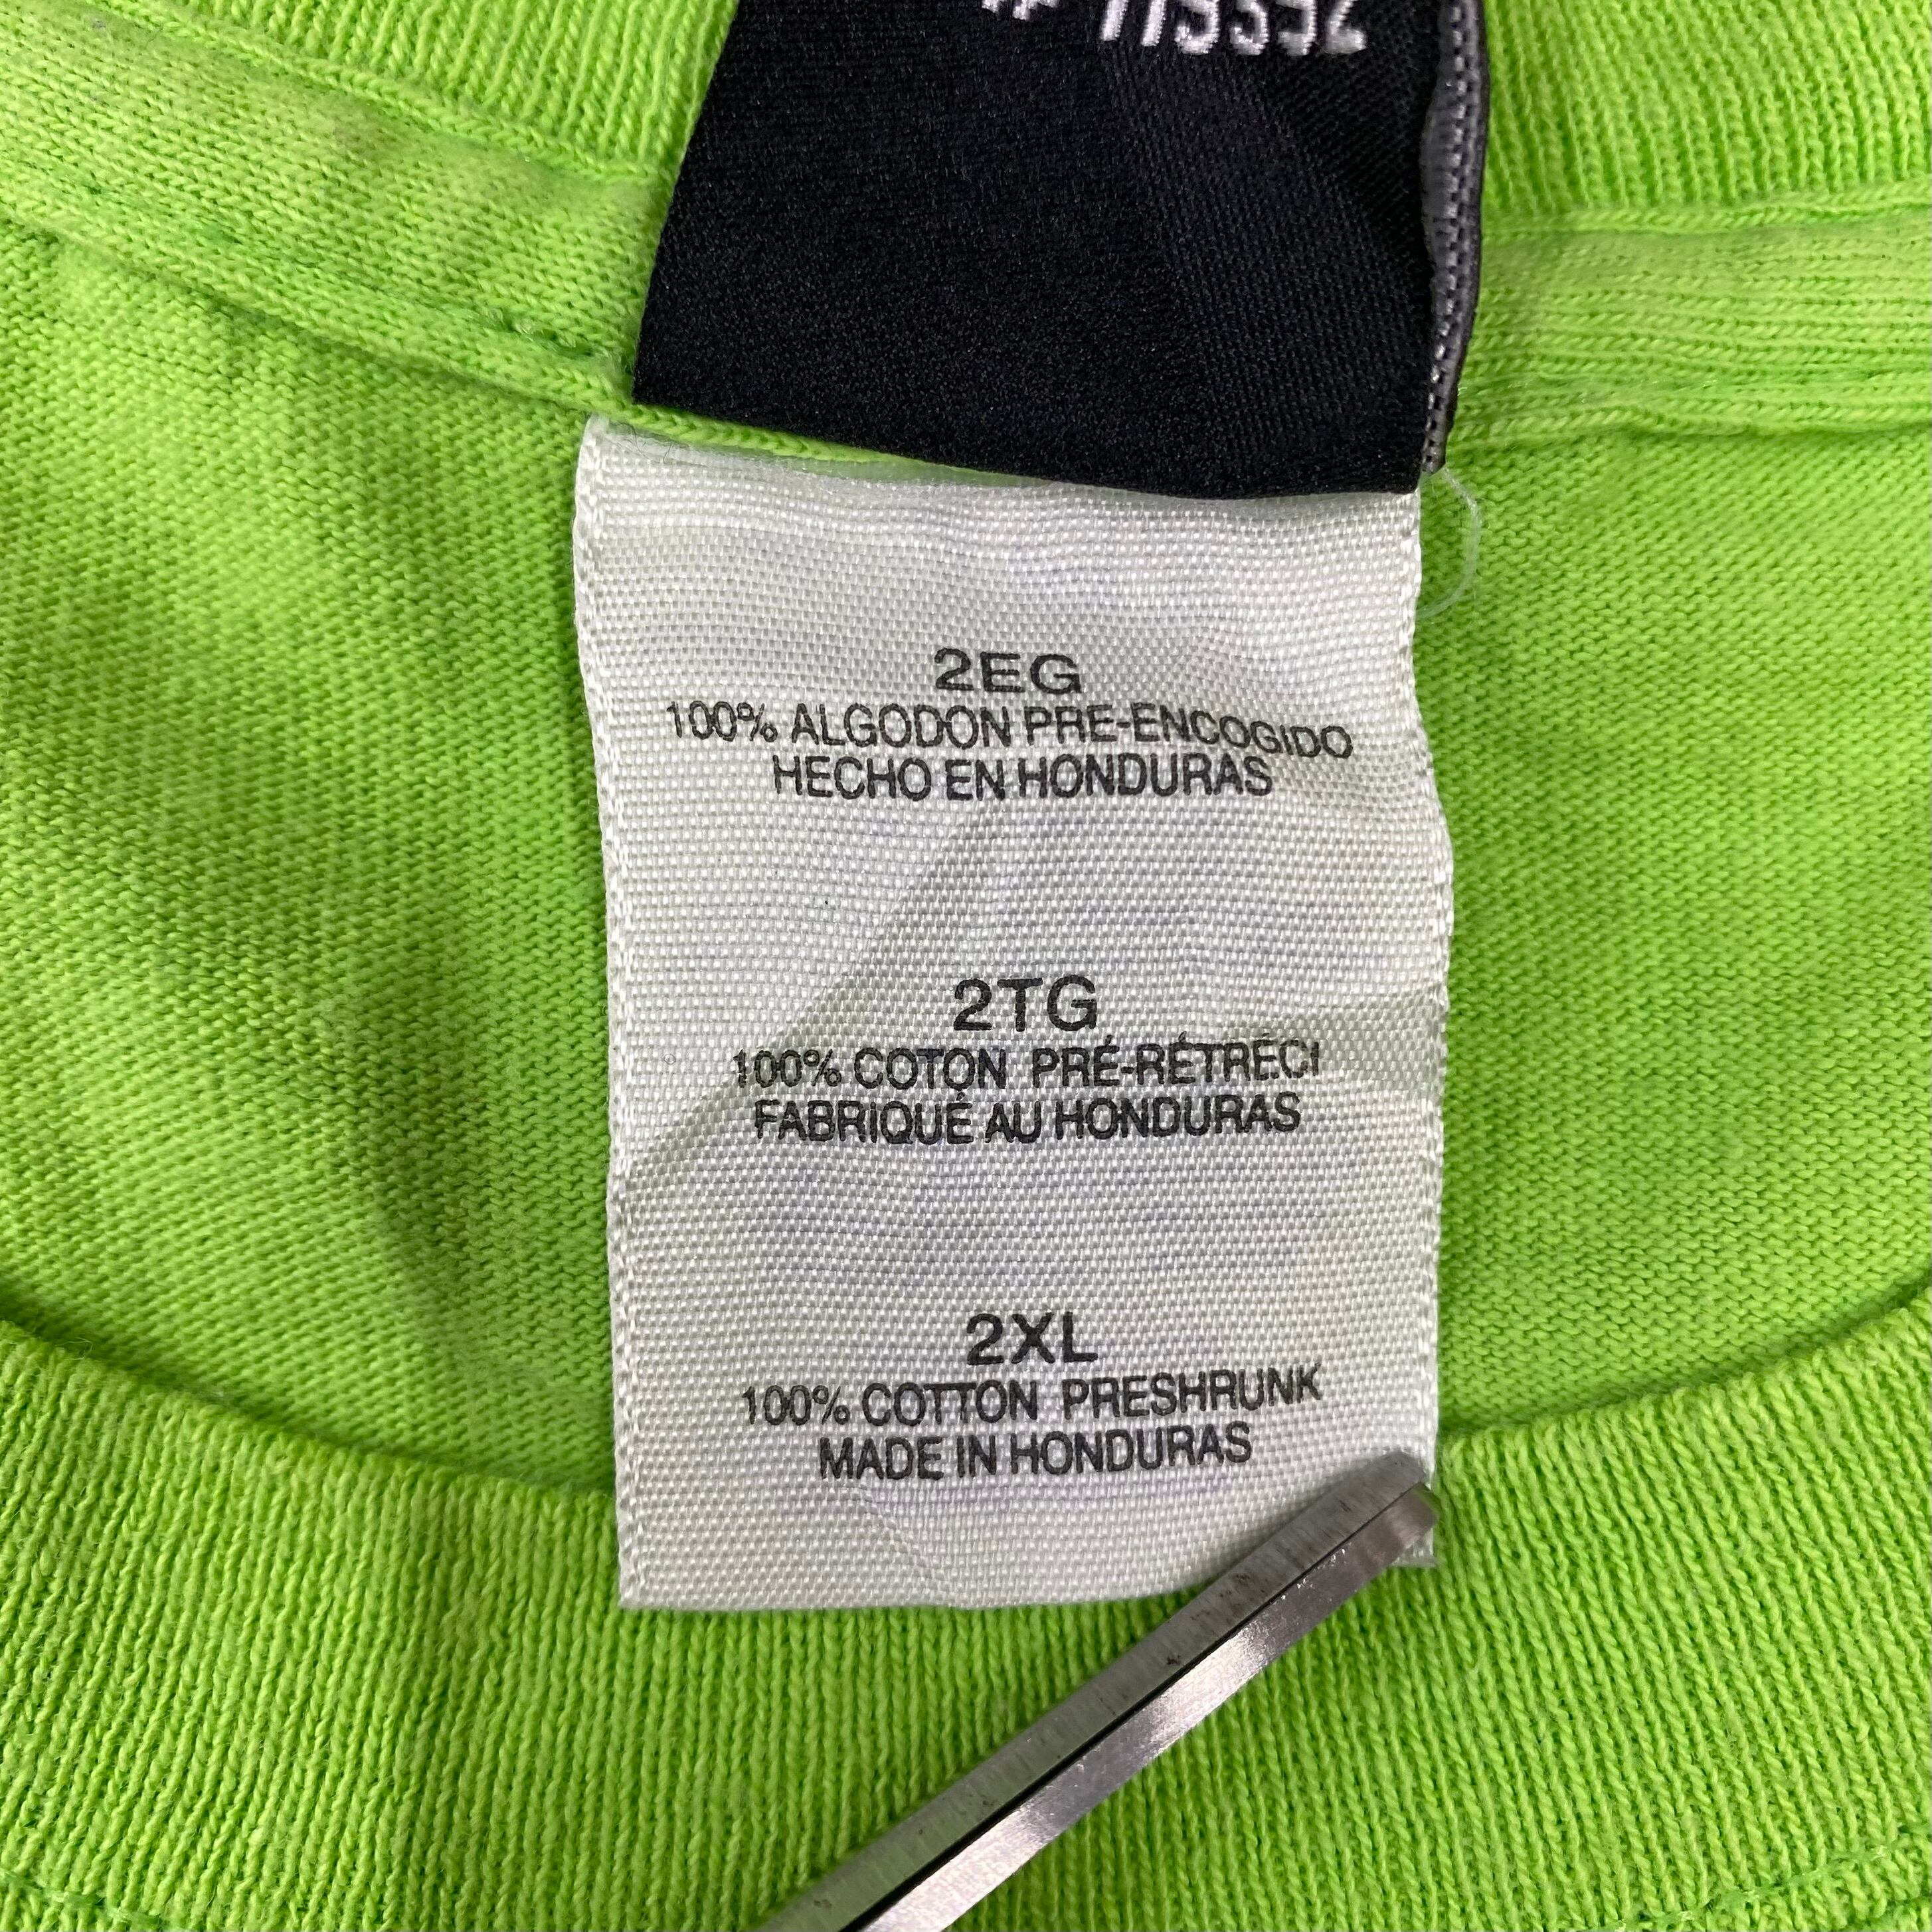 2EG
100% ALGODON PRE-ENCOGIDO
HECHO EN HONDURAS
2TG
100% COTON PRÉ-RÉTRÉCI
FABRIQUÉ AU HONDURAS
2XL
100% COTTON PRESHRUNK
MADE IN HONDURAS